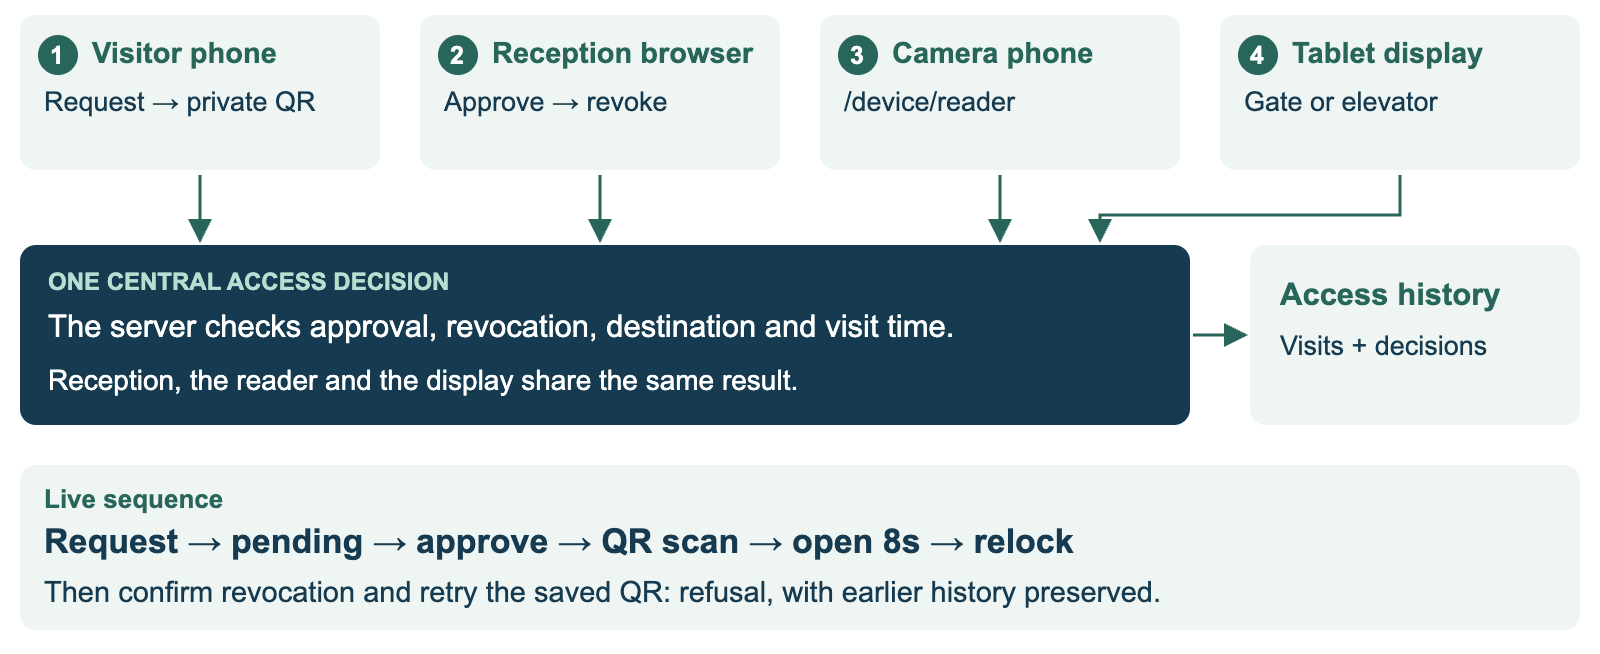 1 Visitor phone
Request → private QR
2 Reception browser
Approve → revoke
3 Camera phone
/device/reader
4 Tablet display
Gate or elevator
ONE CENTRAL ACCESS DECISION
The server checks approval, revocation, destination and visit time.
Reception, the reader and the display share the same result.
Access history
Visits + decisions
Live sequence
Request → pending → approve → QR scan → open 8s → relock
Then confirm revocation and retry the saved QR: refusal, with earlier history preserved.